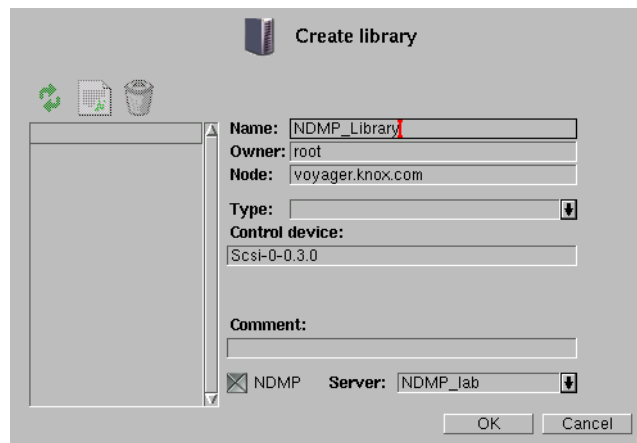 Create library
Name: NDMP_Library
Owner: root
Node: voyager.knox.com
Type:
Control device:
Scsi-0-0.3.0
Comment:
NDMP Server: NDMP_lab
OK Cancel